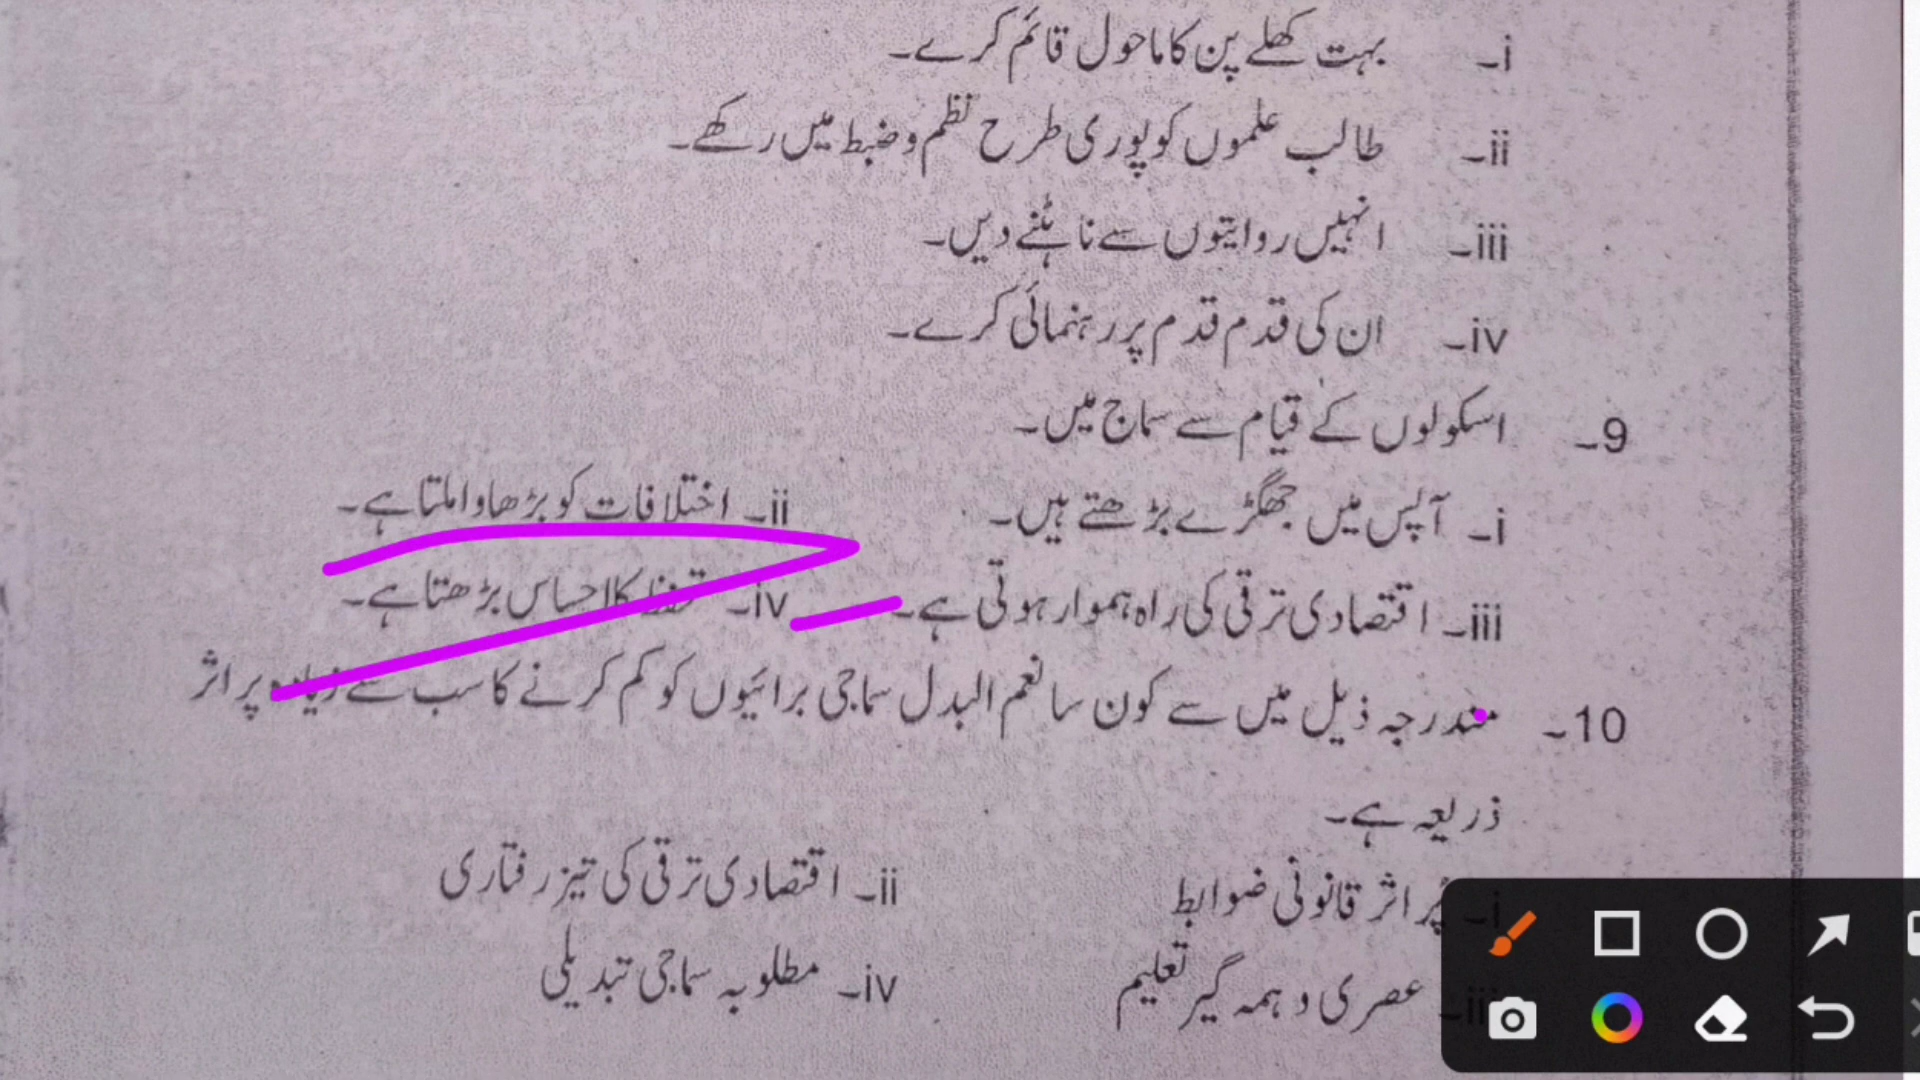 i۔ بہت کھلے پن کا ماحول قائم کرے۔
ii۔ طالب علموں کو پوری طرح نظم و ضبط میں رکھے۔
iii۔ انہیں روایتوں سے نا ہٹنے دیں۔
iv۔ ان کی قدم قدم پر رہنمائی کرے۔
9۔ اسکولوں کے قیام سے سماج میں۔
i۔ آپس میں جھگڑے بڑھتے ہیں۔ ii۔ اختلافات کو بڑھاوا ملتا ہے۔
iii۔ اقتصادی ترقی کی راہ ہموار ہوتی ہے۔ iv۔ تحفظ کا احساس بڑھتا ہے۔
10۔ مندرجہ ذیل میں سے کون سا نعم البدل سماجی برائیوں کو کم کرنے کا سب سے زیادہ پر اثر
ذریعہ ہے۔
i۔ پُر اثر قانونی ضوابط ii۔ اقتصادی ترقی کی تیز رفتاری
iii۔ عصری و ہمہ گیر تعلیم iv۔ مطلوبہ سماجی تبدیلی